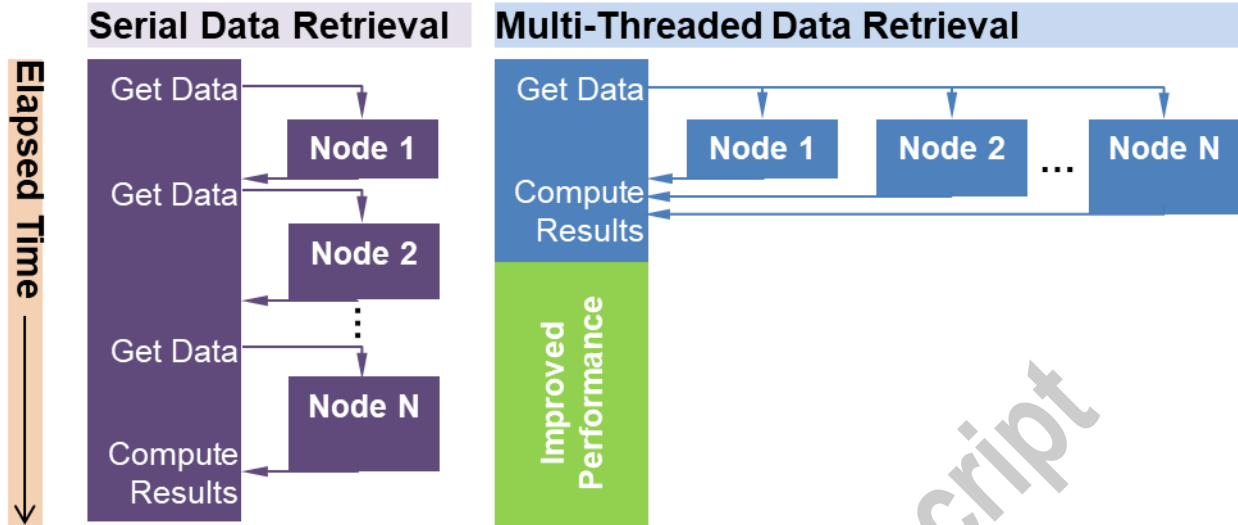 Serial Data Retrieval
Multi-Threaded Data Retrieval
Elapsed Time
Get Data
Node 1
Get Data
Node 2
⋮
Get Data
Node N
Compute
Results
Get Data
Node 1
Node 2
...
Node N
Compute
Results
Improved
Performance
cript